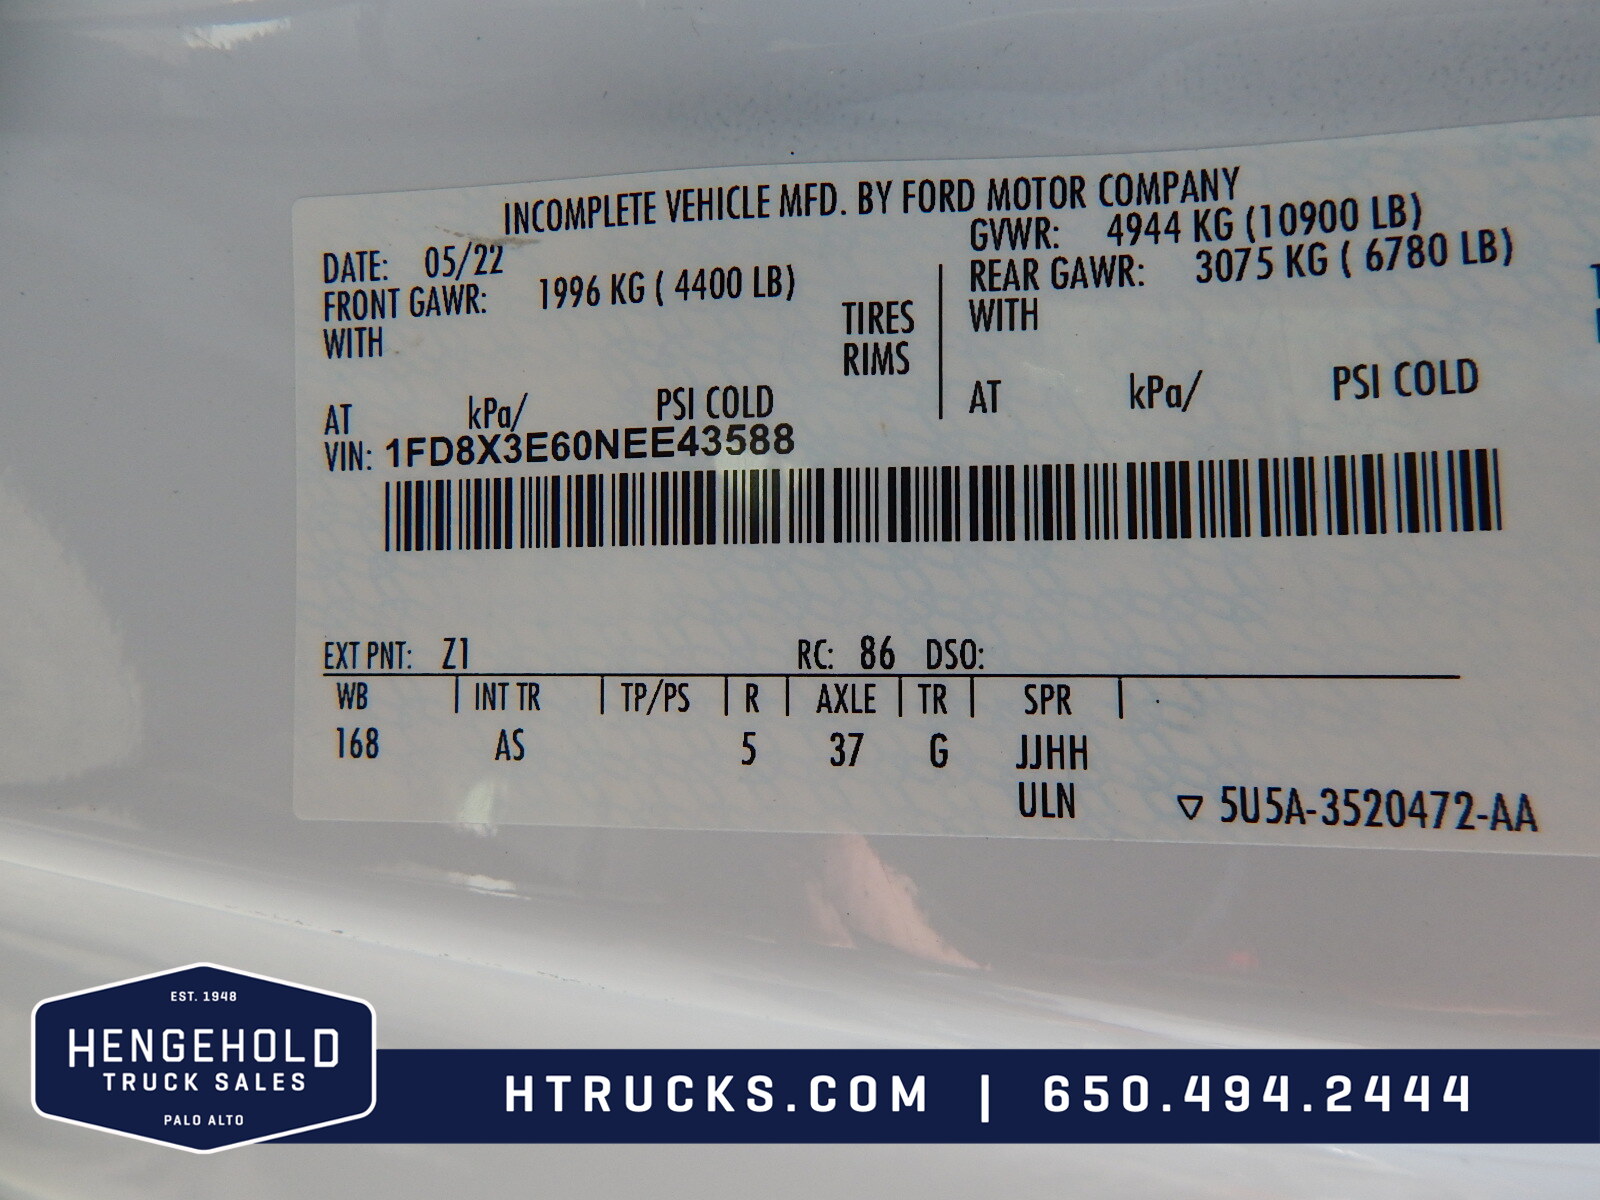 INCOMPLETE VEHICLE MFD. BY FORD MOTOR COMPANY
DATE: 05/22 GVWR: 4944 KG (10900 LB)
FRONT GAWR: 1996 KG ( 4400 LB) REAR GAWR: 3075 KG ( 6780 LB)
WITH TIRES WITH
RIMS
AT kPa/ PSI COLD AT kPa/ PSI COLD
VIN: 1FD8X3E60NEE43588
EXT PNT: Z1 RC: 86 DSO:
WB | INT TR | TP/PS | R | AXLE | TR | SPR |
168 AS 5 37 G JJHH
ULN ▽ 5U5A-3520472-AA
EST. 1948
HENGEHOLD
TRUCK SALES
PALO ALTO
HTRUCKS.COM | 650.494.2444